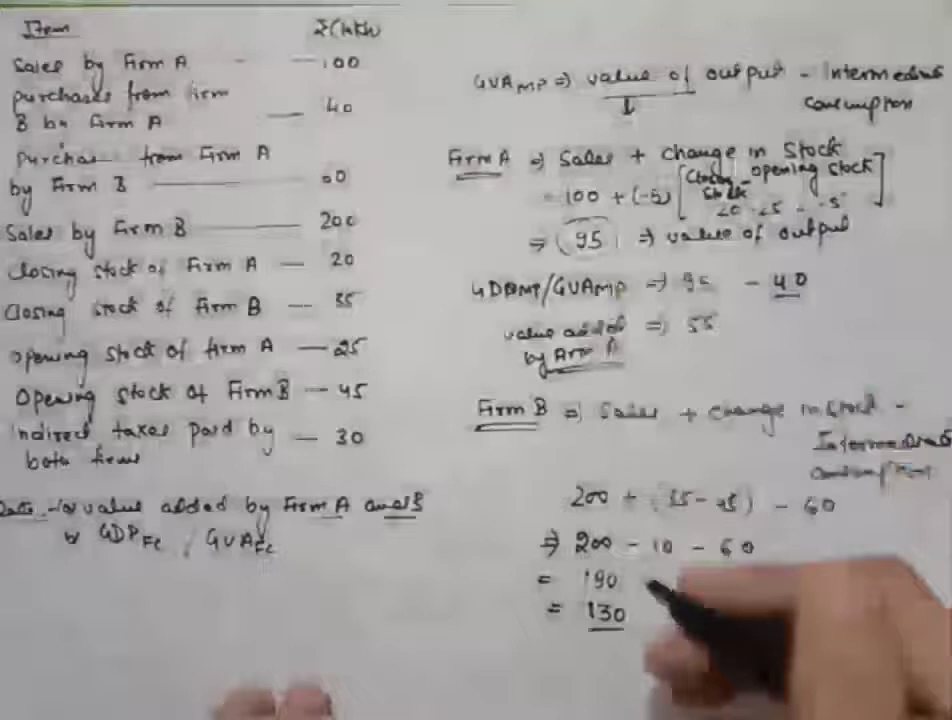 Item ₹(lakh)
Sales by Firm A - - 100
purchases from firm
B by Firm A — 40
purchas from Firm A
by Firm B — 60
Sales by Firm B — 200
Closing stock of Firm A — 20
Closing stock of Firm B — 35
Opening stock of firm A — 25
Opening stock of Firm B — 45
indirect taxes paid by — 30
both firms
value added by Firm A and B
b) GDPFC , GVAFC
GVAMP ⇒ value of output - Intermediate
Consumption
↓
Firm A ⇒ Sales + change in Stock
= 100 + (-5) [Closing - opening stock
Stock
20 - 25 = -5]
⇒ 95 ⇒ value of output
GDPMP/GVAMP → 95 - 40
value added ⇒ 55
by Firm A
Firm B ⇒ Sales + change in stock -
Intermediate
Consumption
200 + (35-45) - 60
⇒ 200 - 10 - 60
= 190
= 130